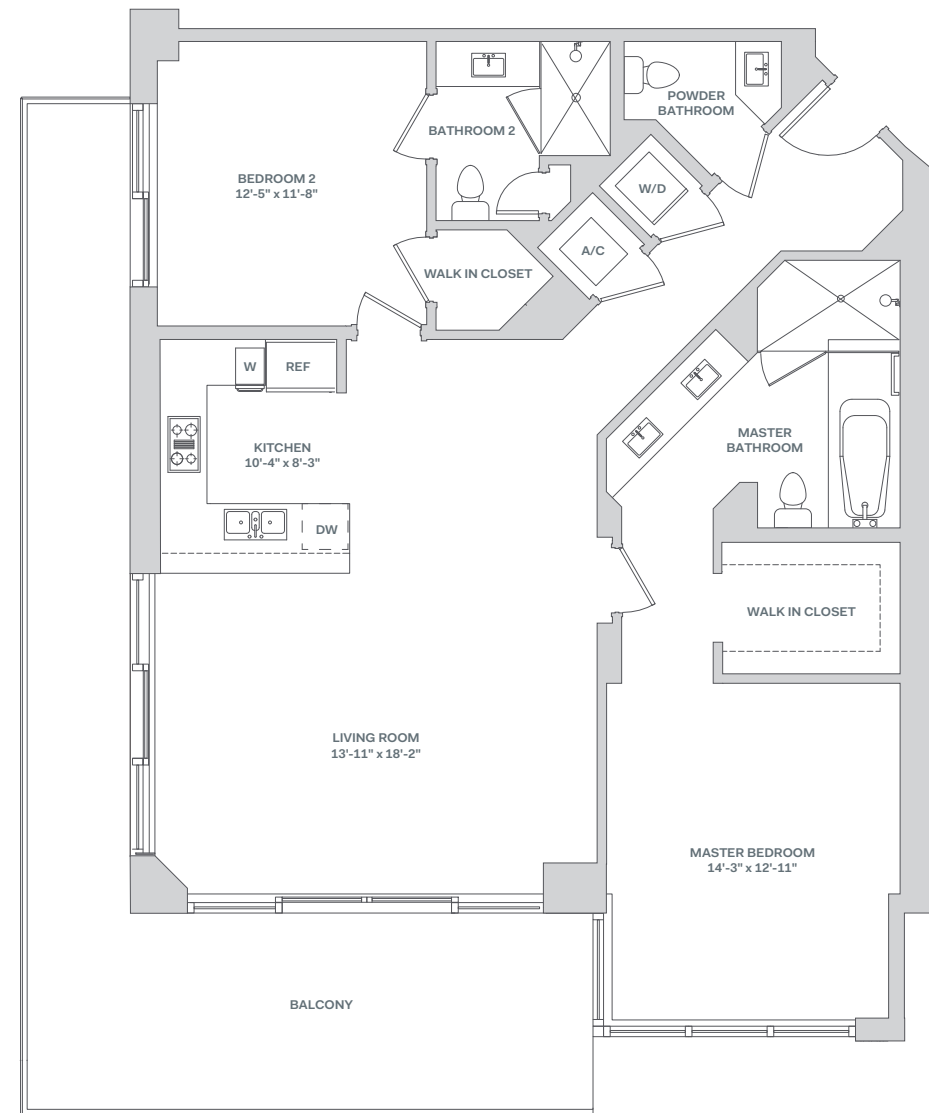 POWDER
BATHROOM
BATHROOM 2
BEDROOM 2
12'-5" x 11'-8"
W/D
A/C
WALK IN CLOSET
W
REF
KITCHEN
10'-4" x 8'-3"
MASTER
BATHROOM
DW
WALK IN CLOSET
LIVING ROOM
13'-11" x 18'-2"
MASTER BEDROOM
14'-3" x 12'-11"
BALCONY